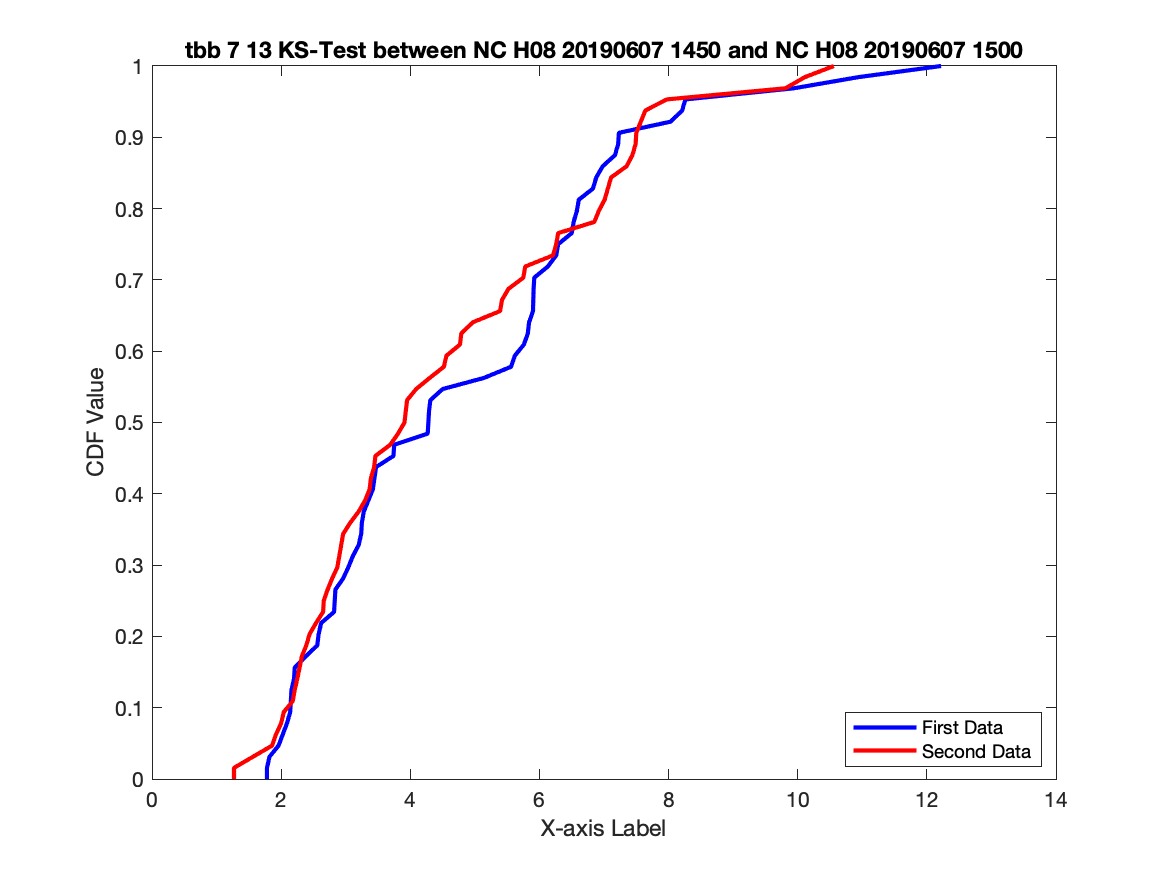 tbb 7 13 KS-Test between NC H08 20190607 1450 and NC H08 20190607 1500
1
0.9
0.8
0.7
0.6
0.5
0.4
0.3
0.2
0.1
0
CDF Value
First Data
Second Data
0 2 4 6 8 10 12 14
X-axis Label